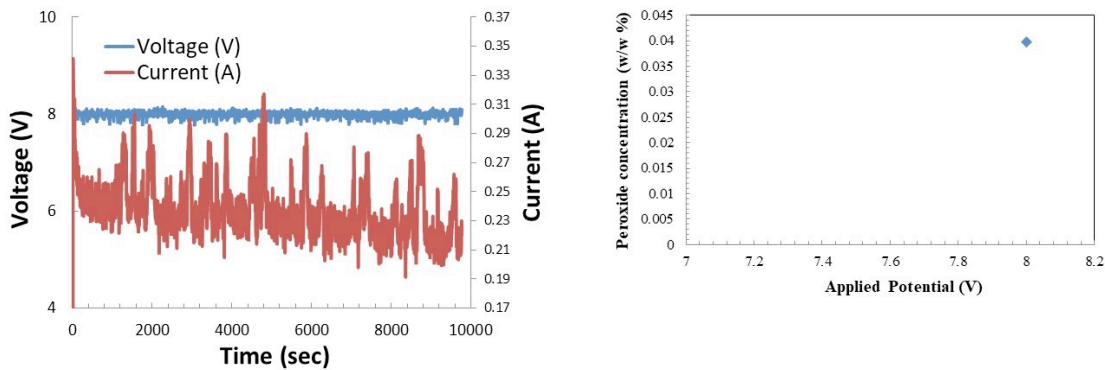 10
8
6
4
Voltage (V)
Voltage (V)
Current (A)
0.37
0.35
0.33
0.31
0.29
0.27
0.25
0.23
0.21
0.19
0.17
Current (A)
0 2000 4000 6000 8000 10000
Time (sec)
Peroxide concentration (w/w %)
0.045
0.04
0.035
0.03
0.025
0.02
0.015
0.01
0.005
0
7 7.2 7.4 7.6 7.8 8 8.2
Applied Potential (V)